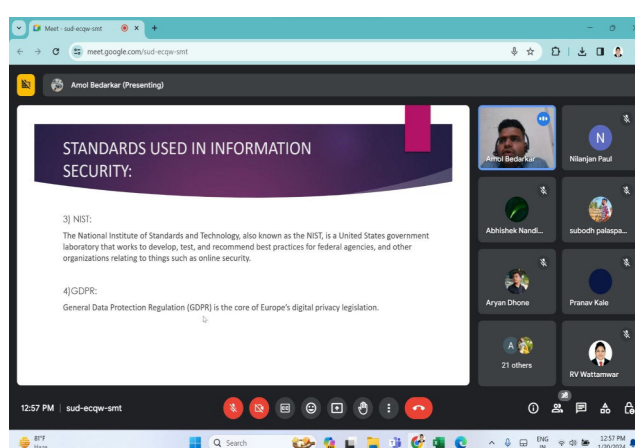 Meet - sud-ecqw-smt
meet.google.com/sud-ecqw-smt
Amol Bedarkar (Presenting)
STANDARDS USED IN INFORMATION
SECURITY:
3) NIST:
The National Institute of Standards and Technology, also known as the NIST, is a United States government
laboratory that works to develop, test, and recommend best practices for federal agencies, and other
organizations relating to things such as online security.
4)GDPR:
General Data Protection Regulation (GDPR) is the core of Europe's digital privacy legislation.
Amol Bedarkar
N
Nilanjan Paul
Abhishek Nandi...
subodh palaspa...
Aryan Dhone
Pranav Kale
A
21 others
RV Wattamwar
12:57 PM | sud-ecqw-smt
28
81°F
Haze
Search
ENG
IN
12:57 PM
1/20/2024